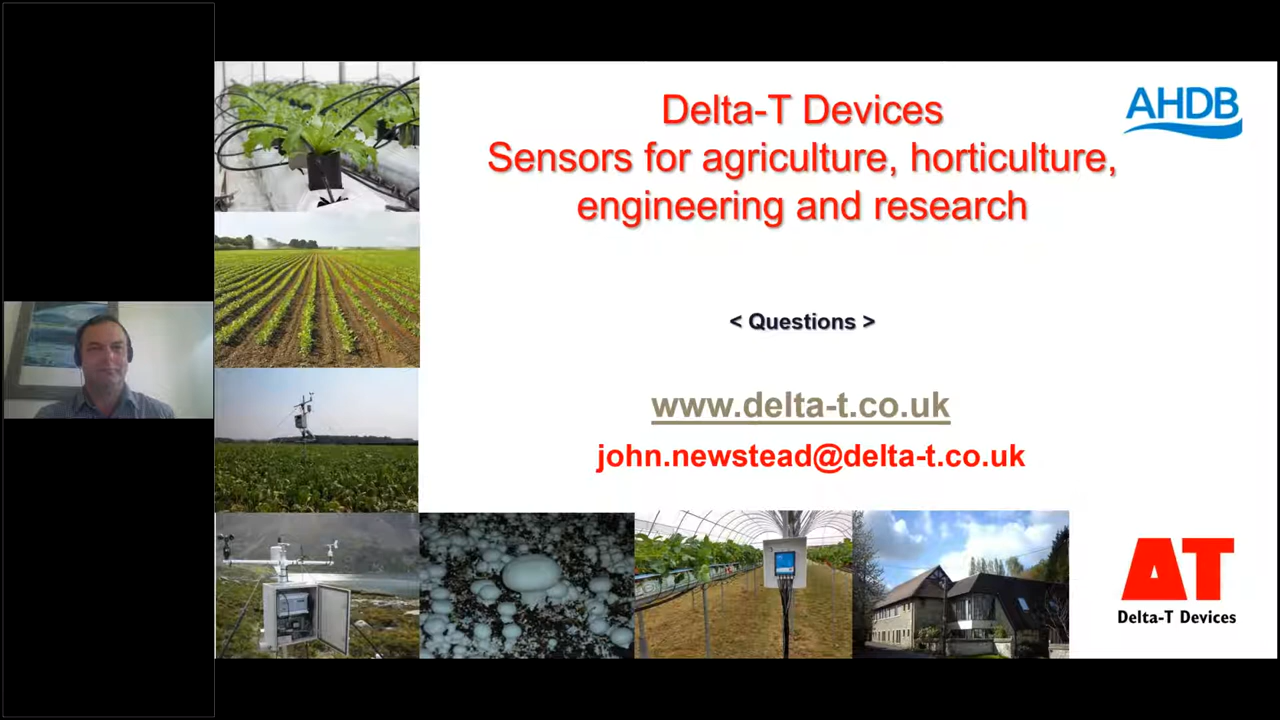 Delta-T Devices
AHDB
Sensors for agriculture, horticulture,
engineering and research
< Questions >
www.delta-t.co.uk
john.newstead@delta-t.co.uk
ΔT
Delta-T Devices